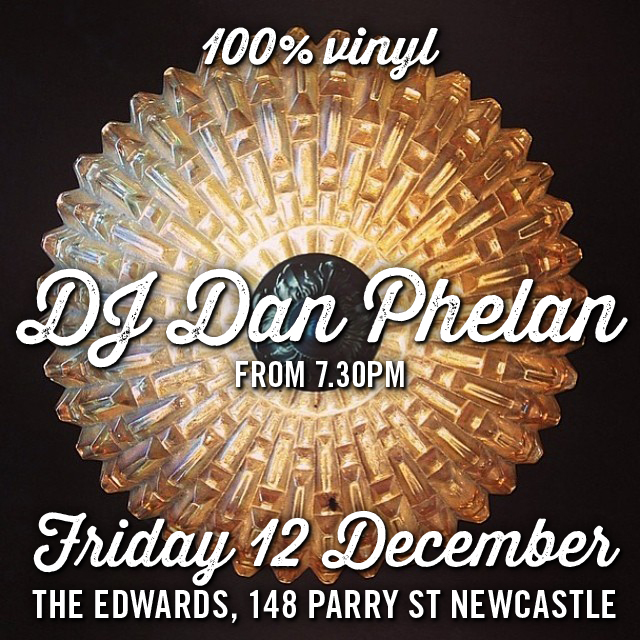 100% vinyl
DJ Dan Phelan
FROM 7.30PM
Friday 12 December
THE EDWARDS, 148 PARRY ST NEWCASTLE